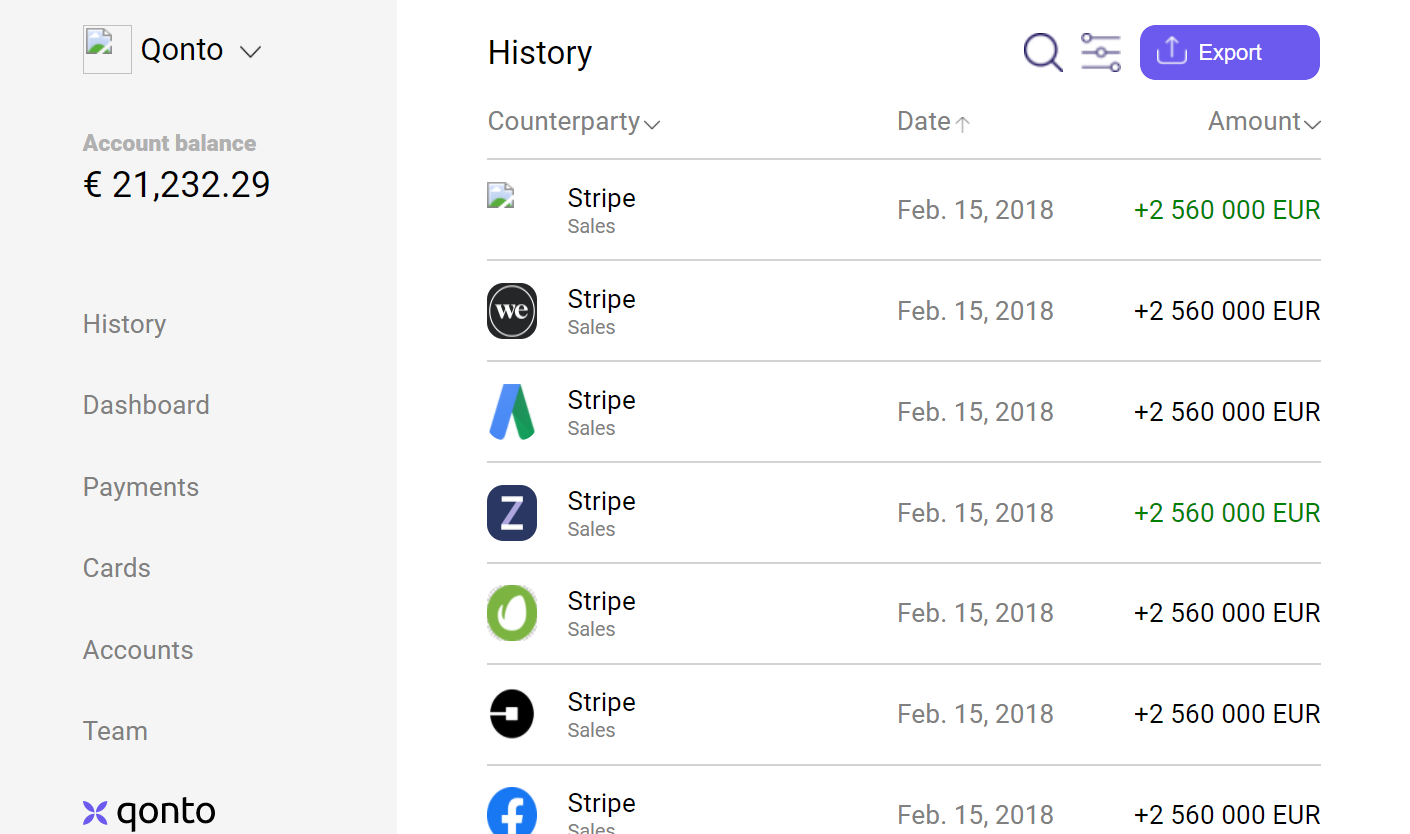 Qonto
Account balance
€ 21,232.29
History
Dashboard
Payments
Cards
Accounts
Team
qonto
History
Export
Counterparty Date Amount
Stripe
Sales
Feb. 15, 2018
+2 560 000 EUR
we
Stripe
Sales
Feb. 15, 2018
+2 560 000 EUR
Stripe
Sales
Feb. 15, 2018
+2 560 000 EUR
Z
Stripe
Sales
Feb. 15, 2018
+2 560 000 EUR
Stripe
Sales
Feb. 15, 2018
+2 560 000 EUR
Stripe
Sales
Feb. 15, 2018
+2 560 000 EUR
f
Stripe
Sales
Feb. 15, 2018
+2 560 000 EUR